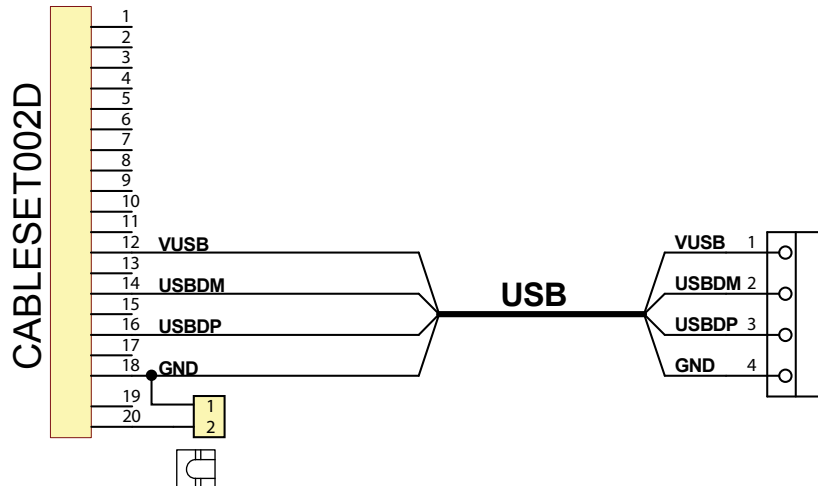 CABLESET002D
1
2
3
4
5
6
7
8
9
10
11
12 VUSB
13
14 USBDM
15
16 USBDP
17
18 GND
19
20
1
2
USB
VUSB 1
USBDM 2
USBDP 3
GND 4